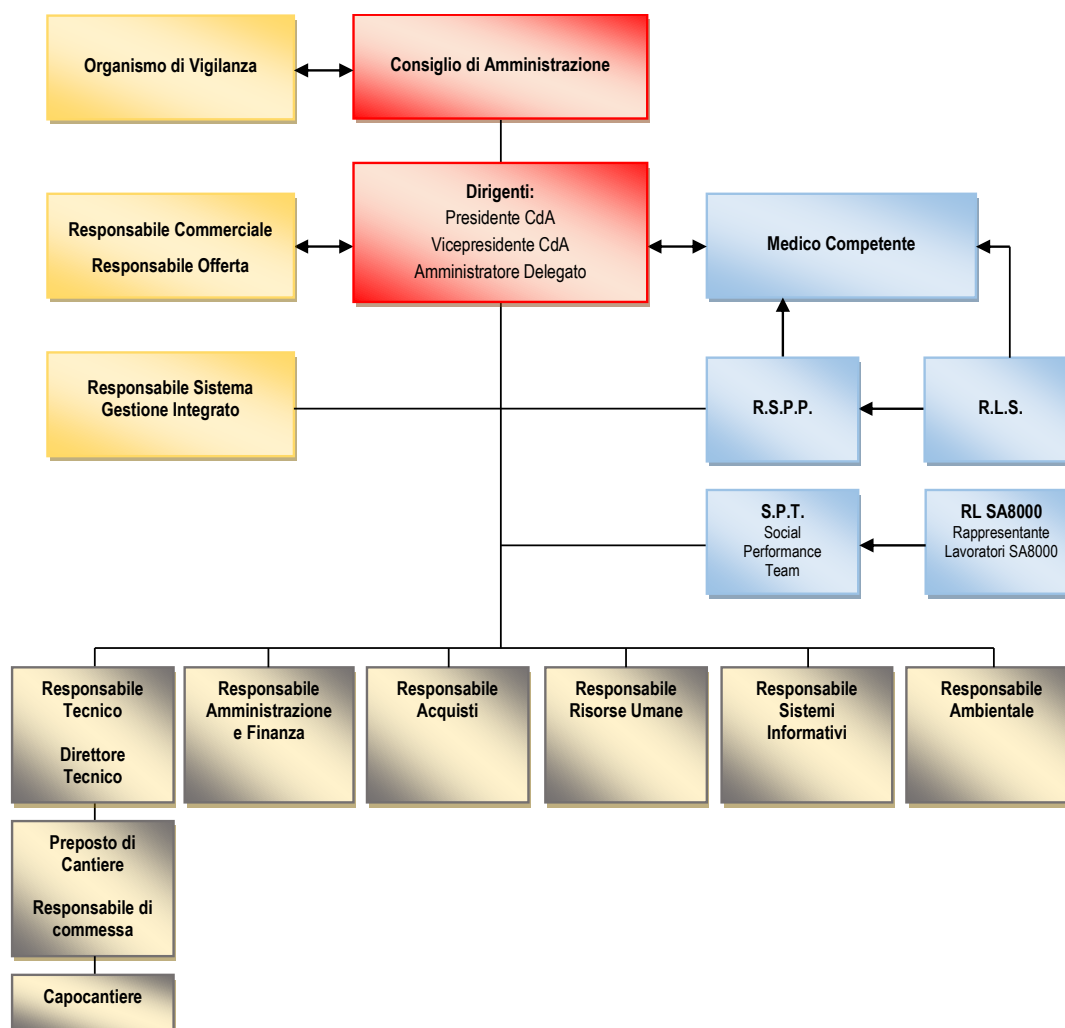 Organismo di Vigilanza
Consiglio di Amministrazione
Responsabile Commerciale
Responsabile Offerta
Dirigenti:
Presidente CdA
Vicepresidente CdA
Amministratore Delegato
Medico Competente
Responsabile Sistema
Gestione Integrato
R.S.P.P.
R.L.S.
S.P.T.
Social
Performance
Team
RL SA8000
Rappresentante
Lavoratori SA8000
Responsabile
Tecnico
Direttore
Tecnico
Responsabile
Amministrazione
e Finanza
Responsabile
Acquisti
Responsabile
Risorse Umane
Responsabile
Sistemi
Informativi
Responsabile
Ambientale
Preposto di
Cantiere
Responsabile di
commessa
Capocantiere